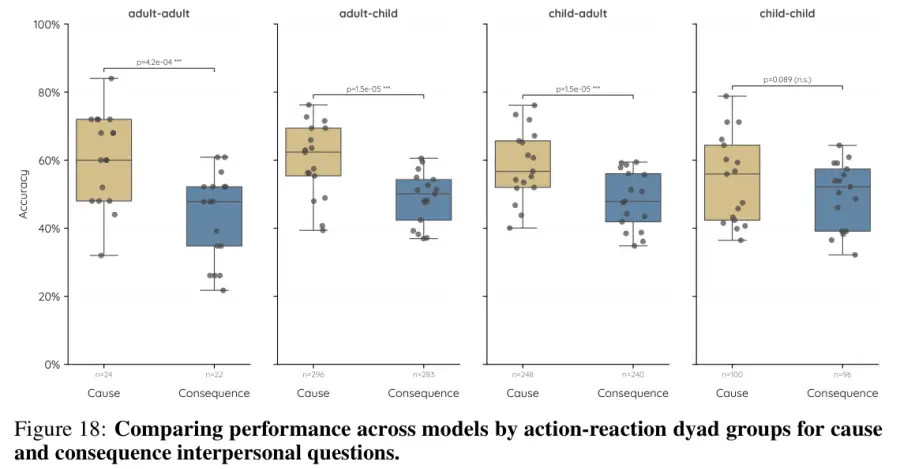 adult-adult
adult-child
child-adult
child-child
100%
80%
60%
40%
20%
0%
Accuracy
p=4.2e-04 ***
p=1.5e-05 ***
p=1.5e-05 ***
p=0.089 (n.s.)
n=24
n=22
n=296
n=283
n=248
n=240
n=100
n=96
Cause
Consequence
Cause
Consequence
Cause
Consequence
Cause
Consequence
Figure 18: Comparing performance across models by action-reaction dyad groups for cause
and consequence interpersonal questions.